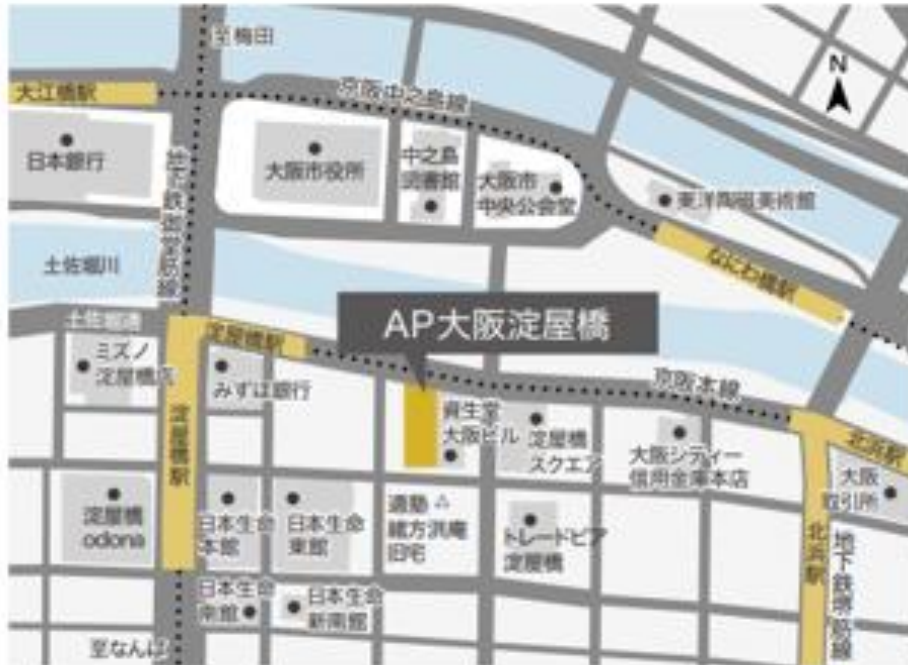 至梅田
N
大江橋駅
京阪中之島線
日本銀行
地下鉄御堂筋線
大阪市役所
中之島
図書館
大阪市
中央公会堂
東洋陶磁美術館
なにわ橋駅
土佐堀川
土佐堀通
AP大阪淀屋橋
淀屋橋駅
ミズノ
淀屋橋店
みずほ銀行
京阪本線
淀屋橋駅
資生堂
大阪ビル
淀屋橋
スクエア
大阪シティー
信用金庫本店
北浜駅
大阪
取引所
淀屋橋
odona
日本生命
本館
日本生命
東館
適塾
緒方洪庵
旧宅
トレードピア
淀屋橋
北浜駅
地下鉄堺筋線
日本生命
南館
日本生命
新南館
至なんば